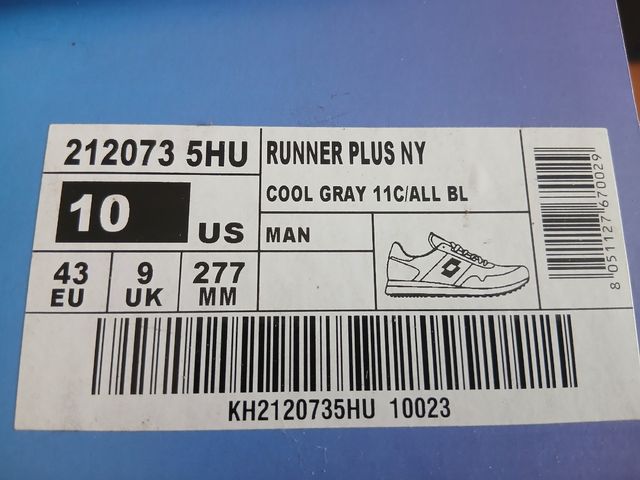 212073 5HU
RUNNER PLUS NY
COOL GRAY 11C/ALL BL
10 US
MAN
43 EU
9 UK
277 MM
8 051127 670029
KH2120735HU 10023